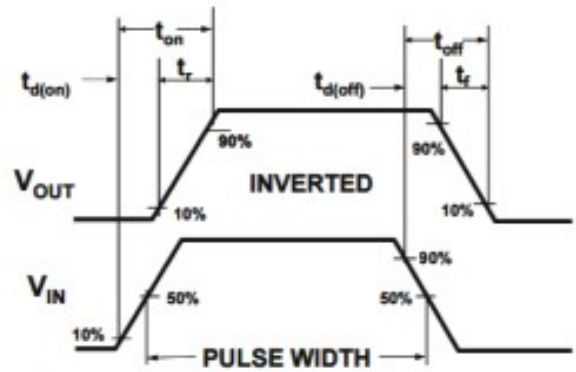 ton
toff
td(on)
tr
td(off)
tf
90%
90%
VOUT
INVERTED
10%
10%
90%
VIN
50%
50%
10%
PULSE WIDTH